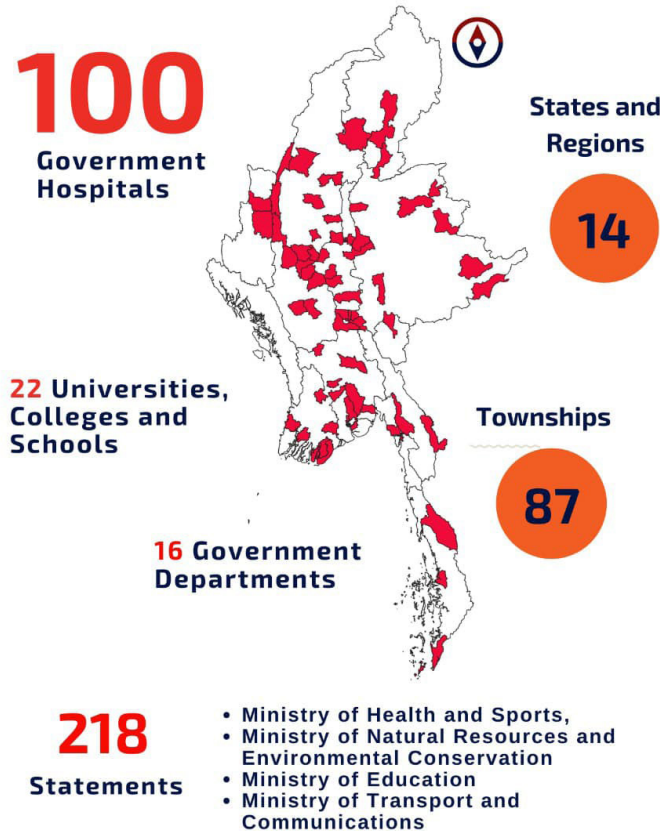 100
Government
Hospitals
States and
Regions
14
22 Universities,
Colleges and
Schools
Townships
87
16 Government
Departments
218
Statements
• Ministry of Health and Sports,
• Ministry of Natural Resources and
Environmental Conservation
• Ministry of Education
• Ministry of Transport and
Communications